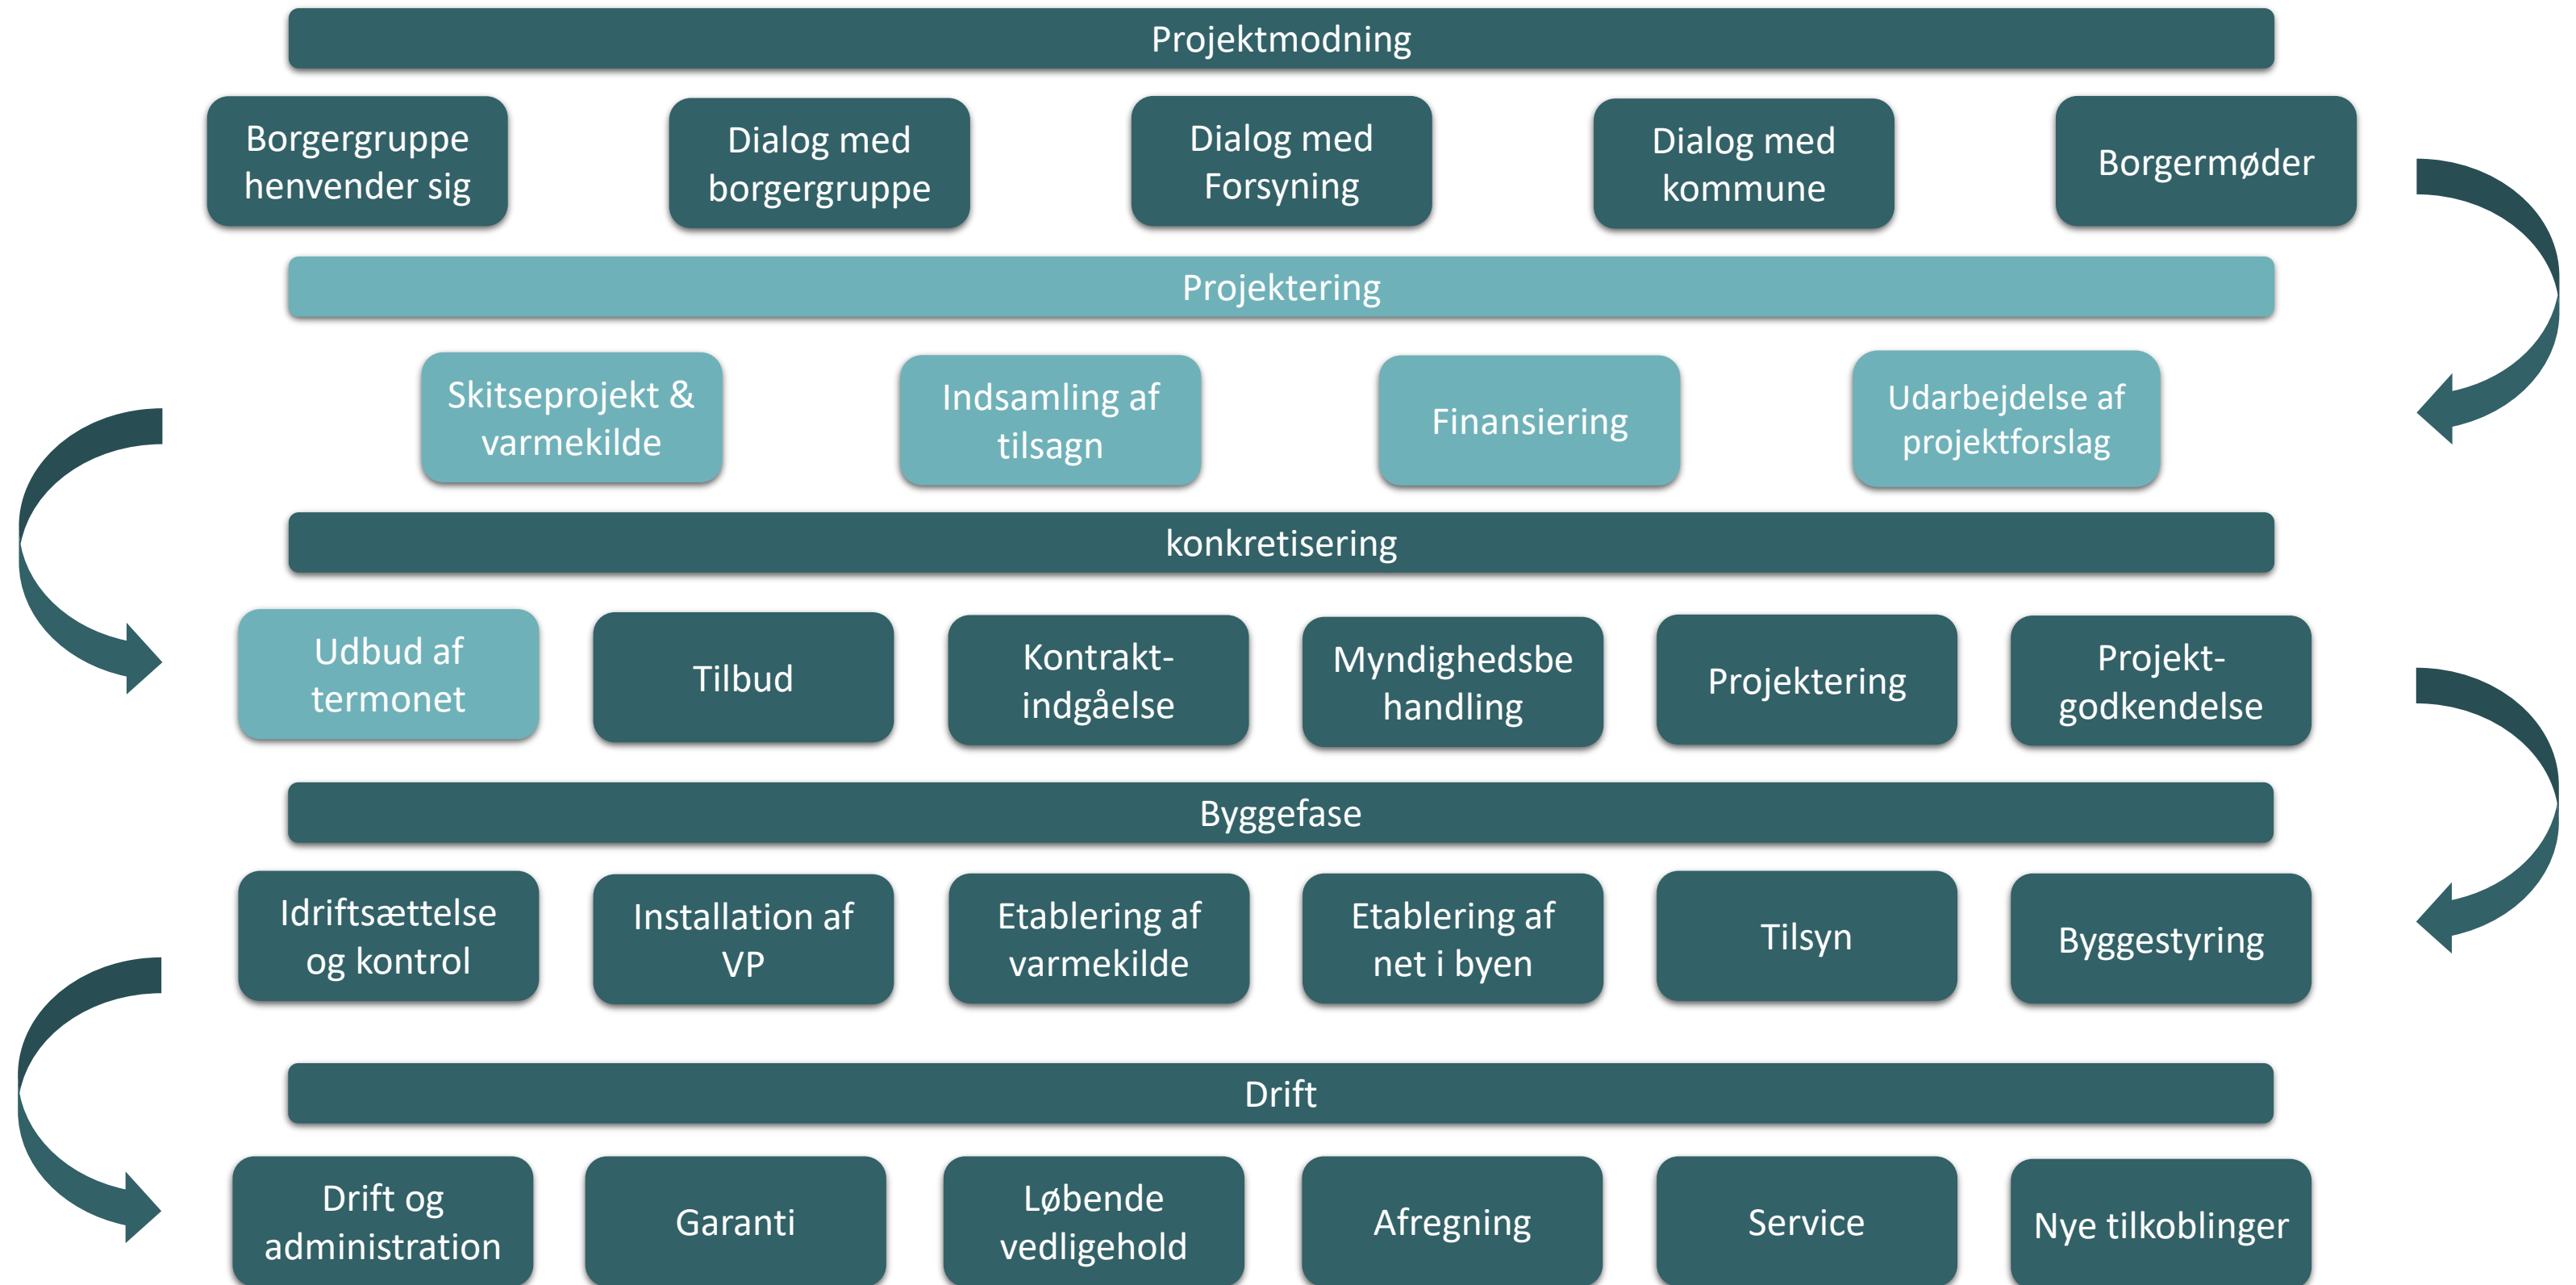 Projektmodning
Borgergruppe
henvender sig
Dialog med
borgergruppe
Dialog med
Forsyning
Dialog med
kommune
Borgermøder
Projektering
Skitseprojekt &
varmekilde
Indsamling af
tilsagn
Finansiering
Udarbejdelse af
projektforslag
konkretisering
Udbud af
termonet
Tilbud
Kontrakt-
indgåelse
Myndighedsbe
handling
Projektering
Projekt-
godkendelse
Byggefase
Idriftsættelse
og kontrol
Installation af
VP
Etablering af
varmekilde
Etablering af
net i byen
Tilsyn
Byggestyring
Drift
Drift og
administration
Garanti
Løbende
vedligehold
Afregning
Service
Nye tilkoblinger